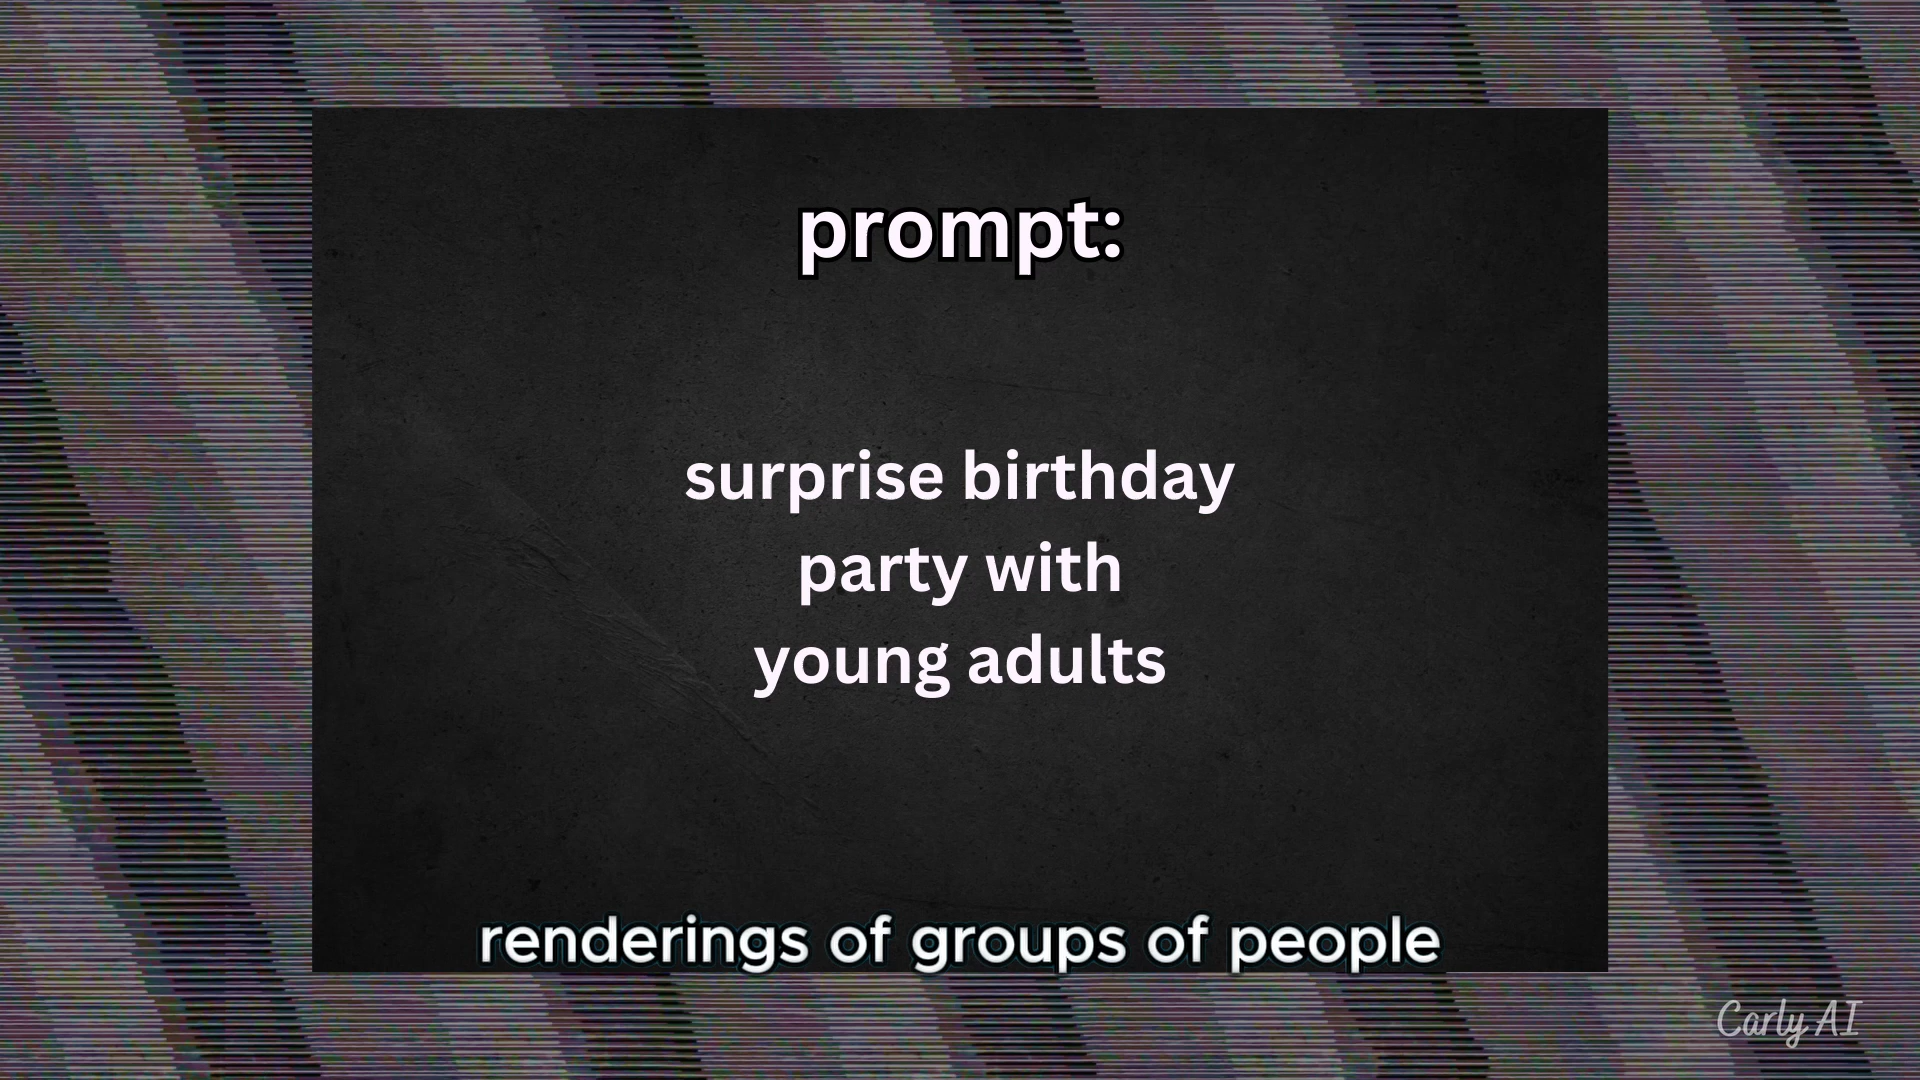 prompt:
surprise birthday
party with
young adults
renderings of groups of people
Carly AI